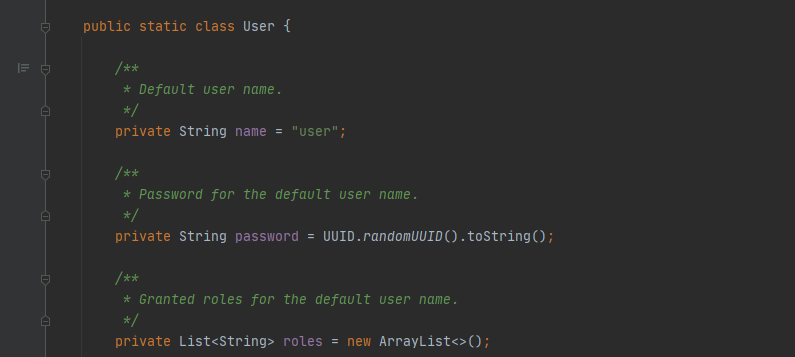 public static class User {
/**
* Default user name.
*/
private String name = "user";
/**
* Password for the default user name.
*/
private String password = UUID.randomUUID().toString();
/**
* Granted roles for the default user name.
*/
private List<String> roles = new ArrayList<>();